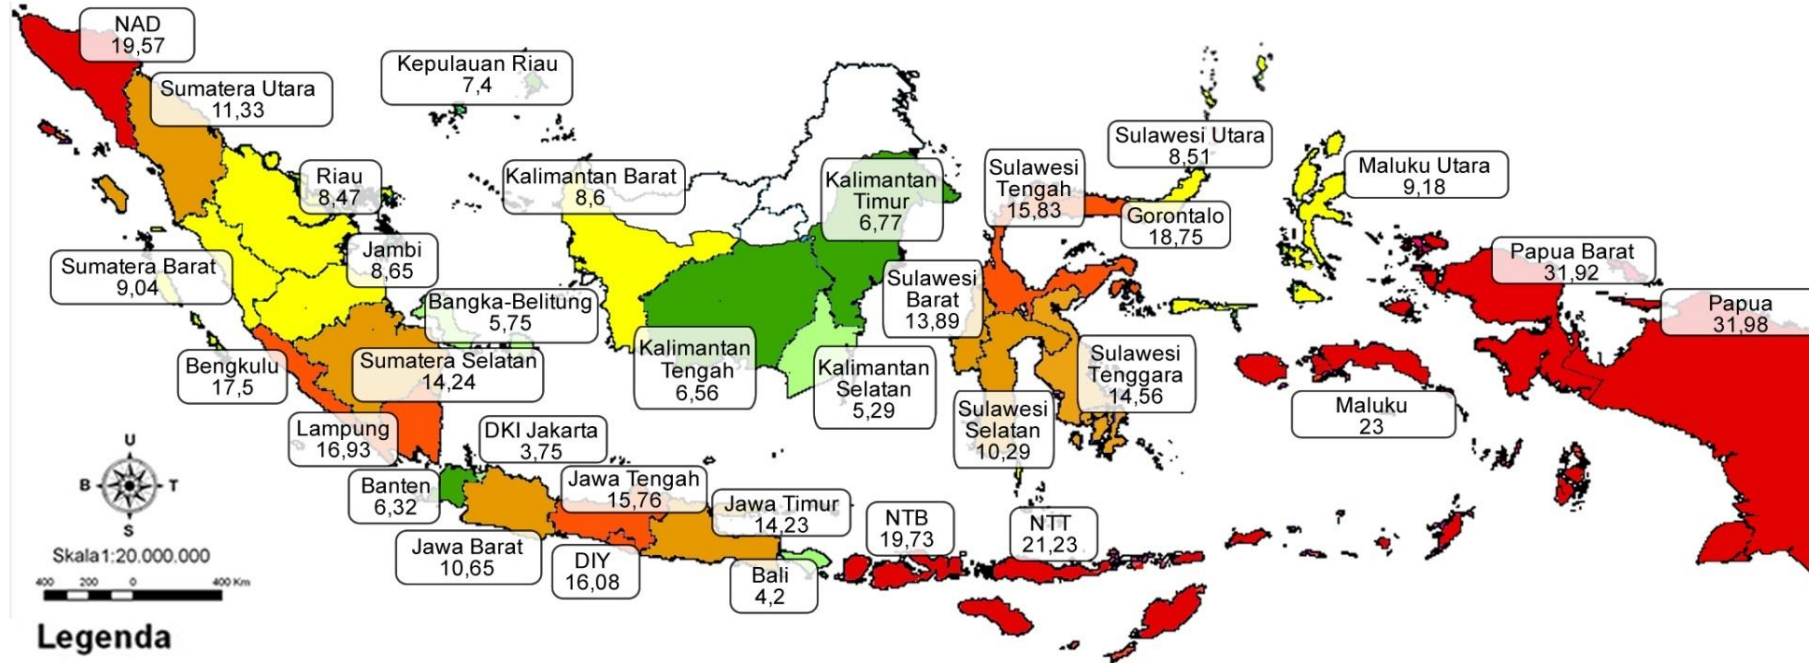 NAD
19,57
Sumatera Utara
11,33
Kepulauan Riau
7,4
Riau
8,47
Kalimantan Barat
8,6
Kalimantan
Timur
6,77
Sulawesi
Tengah
15,83
Sulawesi Utara
8,51
Gorontalo
18,75
Maluku Utara
9,18
Papua Barat
31,92
Papua
31,98
Sumatera Barat
9,04
Jambi
8,65
Bangka-Belitung
5,75
Sulawesi
Barat
13,89
Bengkulu
17,5
Sumatera Selatan
14,24
Kalimantan
Tengah
6,56
Kalimantan
Selatan
5,29
Sulawesi
Tenggara
14,56
Sulawesi
Selatan
10,29
Maluku
23
Lampung
16,93
DKI Jakarta
3,75
Banten
6,32
Jawa Tengah
15,76
Jawa Timur
14,23
NTB
19,73
NTT
21,23
Jawa Barat
10,65
DIY
16,08
Bali
4,2
U
B
T
S
Skala1:20.000.000
400 200 0 400 Km
Legenda